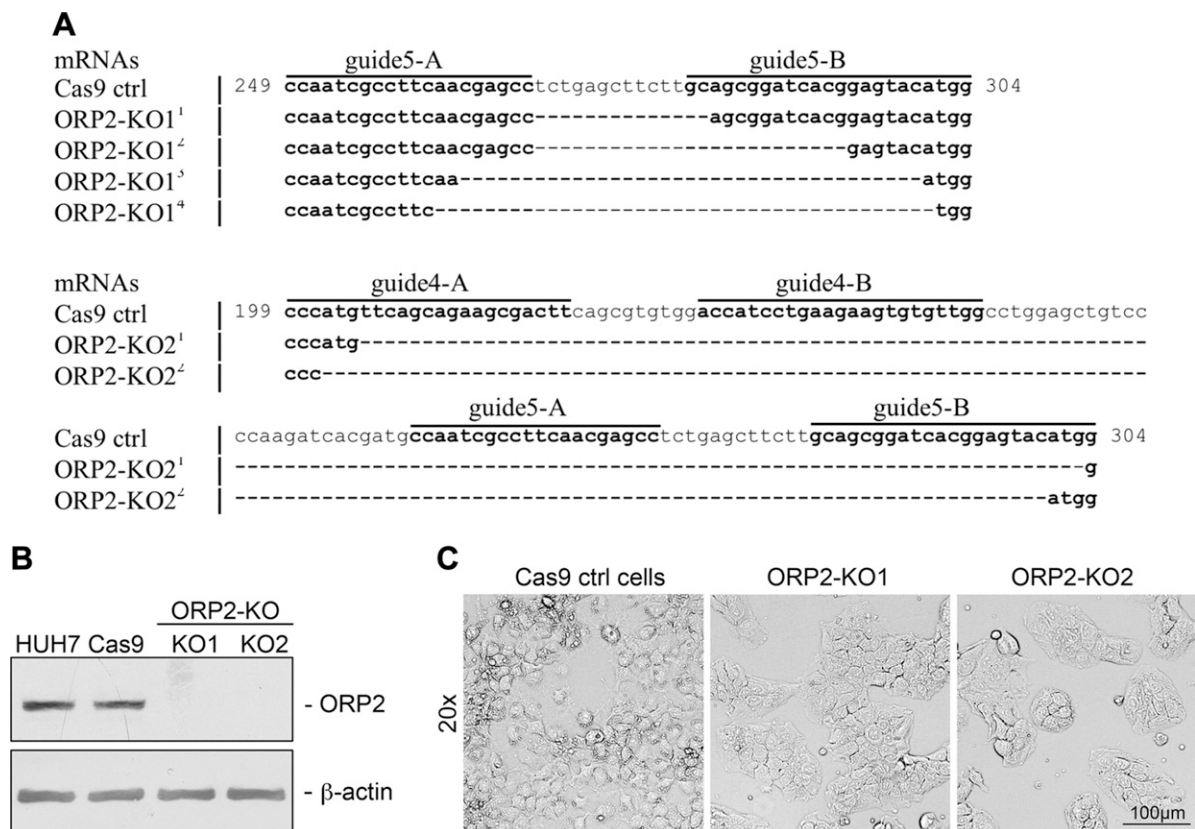 A
mRNAs
guide5-A guide5-B
Cas9 ctrl | 249 ccaatcgccttcaacgagcctctgagcttcttgcagcggatcacggagtacatgg 304
ORP2-KO1¹ | ccaatcgccttcaacgagcc--------------agcggatcacggagtacatgg
ORP2-KO1² | ccaatcgccttcaacgagcc-------------------------gagtacatgg
ORP2-KO1³ | ccaatcgccttcaa-------------------------------------atgg
ORP2-KO1⁴ | ccaatcgccttc----------------------------------------tgg
mRNAs
guide4-A guide4-B
Cas9 ctrl | 199 cccatgttcagcagaagcgacttcagcgtgtggaccatcctgaagaagtgtgttggcctggagctgtcc
ORP2-KO2¹ | cccatg---------------------------------------------------------------
ORP2-KO2² | ccc------------------------------------------------------------------
guide5-A guide5-B
Cas9 ctrl | ccaagatcacgatgccaatcgccttcaacgagcctctgagcttcttgcagcggatcacggagtacatgg 304
ORP2-KO2¹ | --------------------------------------------------------------------g
ORP2-KO2² | -----------------------------------------------------------------atgg
B
ORP2-KO
HUH7 Cas9 KO1 KO2
- ORP2
- β-actin
C
Cas9 ctrl cells ORP2-KO1 ORP2-KO2
20x
100µm